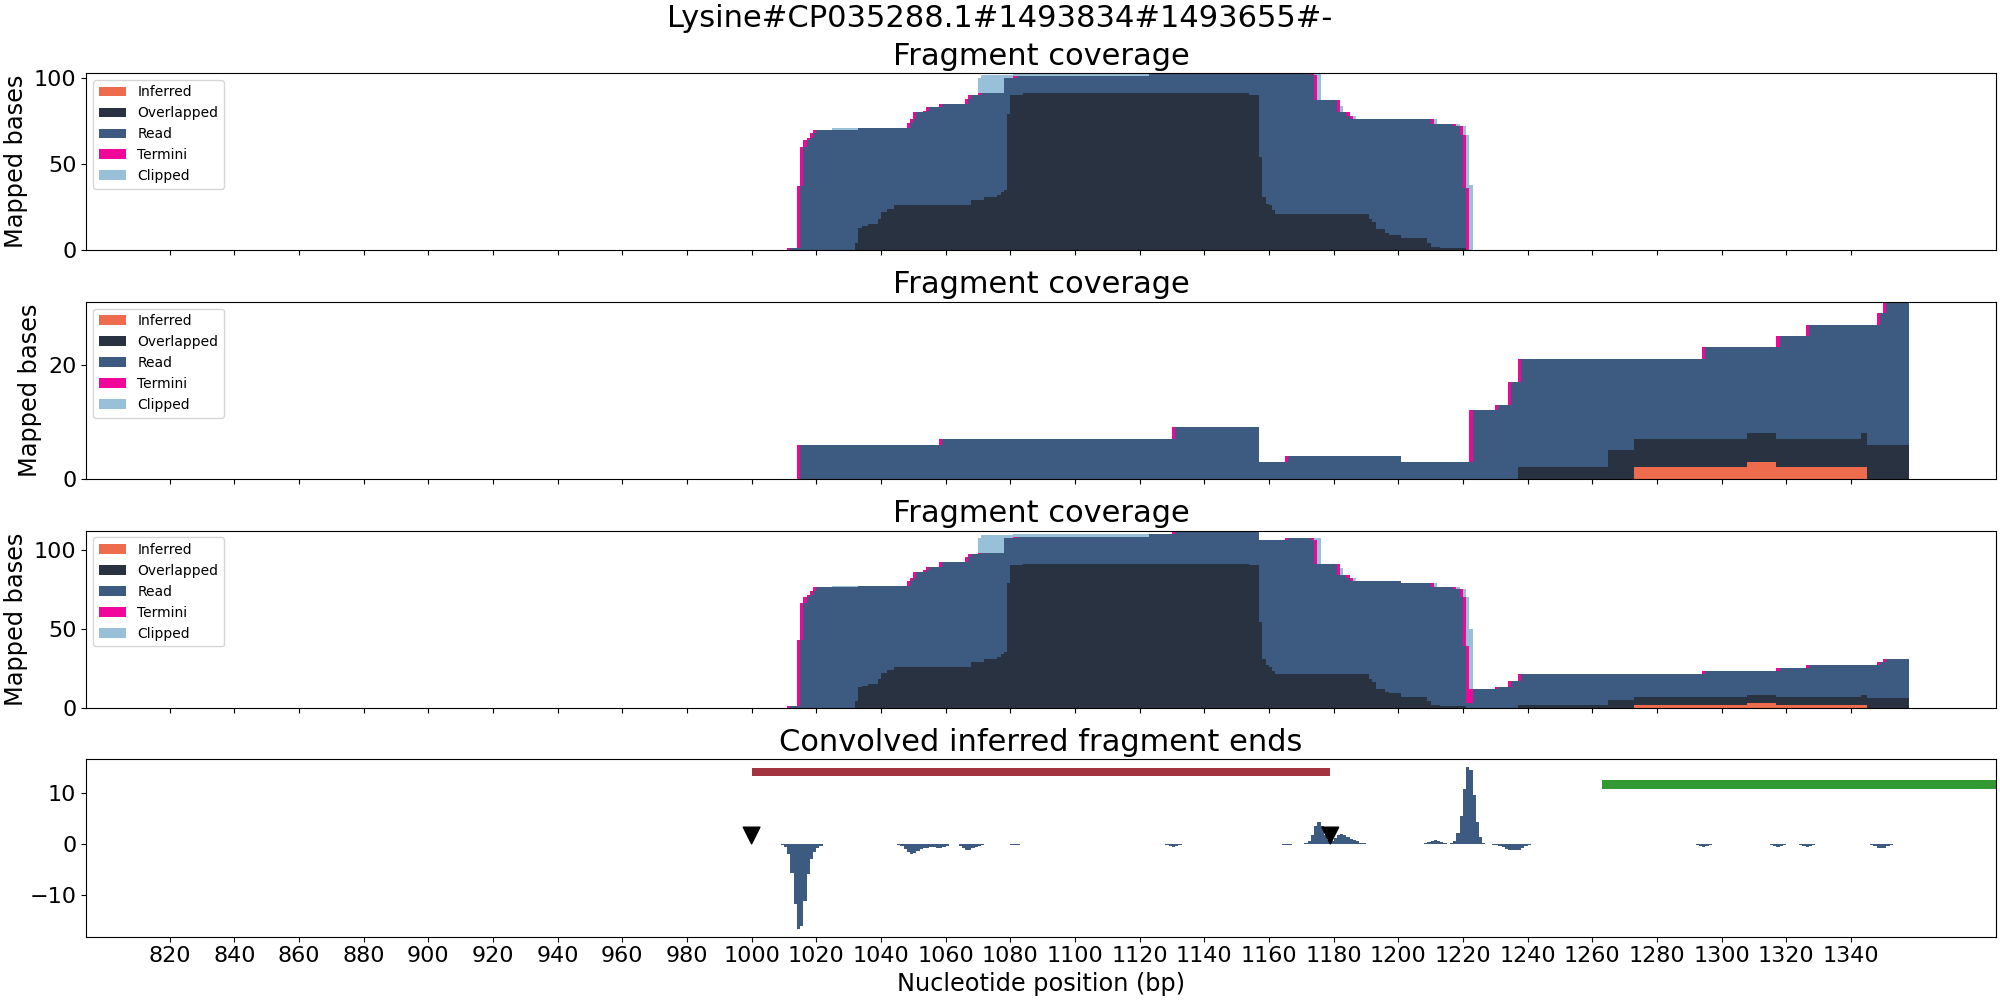 Lysine#CP035288.1#1493834#1493655#-
Fragment coverage
Mapped bases
100
50
0
Inferred
Overlapped
Read
Termini
Clipped
Fragment coverage
Mapped bases
20
0
Inferred
Overlapped
Read
Termini
Clipped
Fragment coverage
Mapped bases
100
50
0
Inferred
Overlapped
Read
Termini
Clipped
Convolved inferred fragment ends
10
0
−10
820 840 860 880 900 920 940 960 980 1000 1020 1040 1060 1080 1100 1120 1140 1160 1180 1200 1220 1240 1260 1280 1300 1320 1340
Nucleotide position (bp)